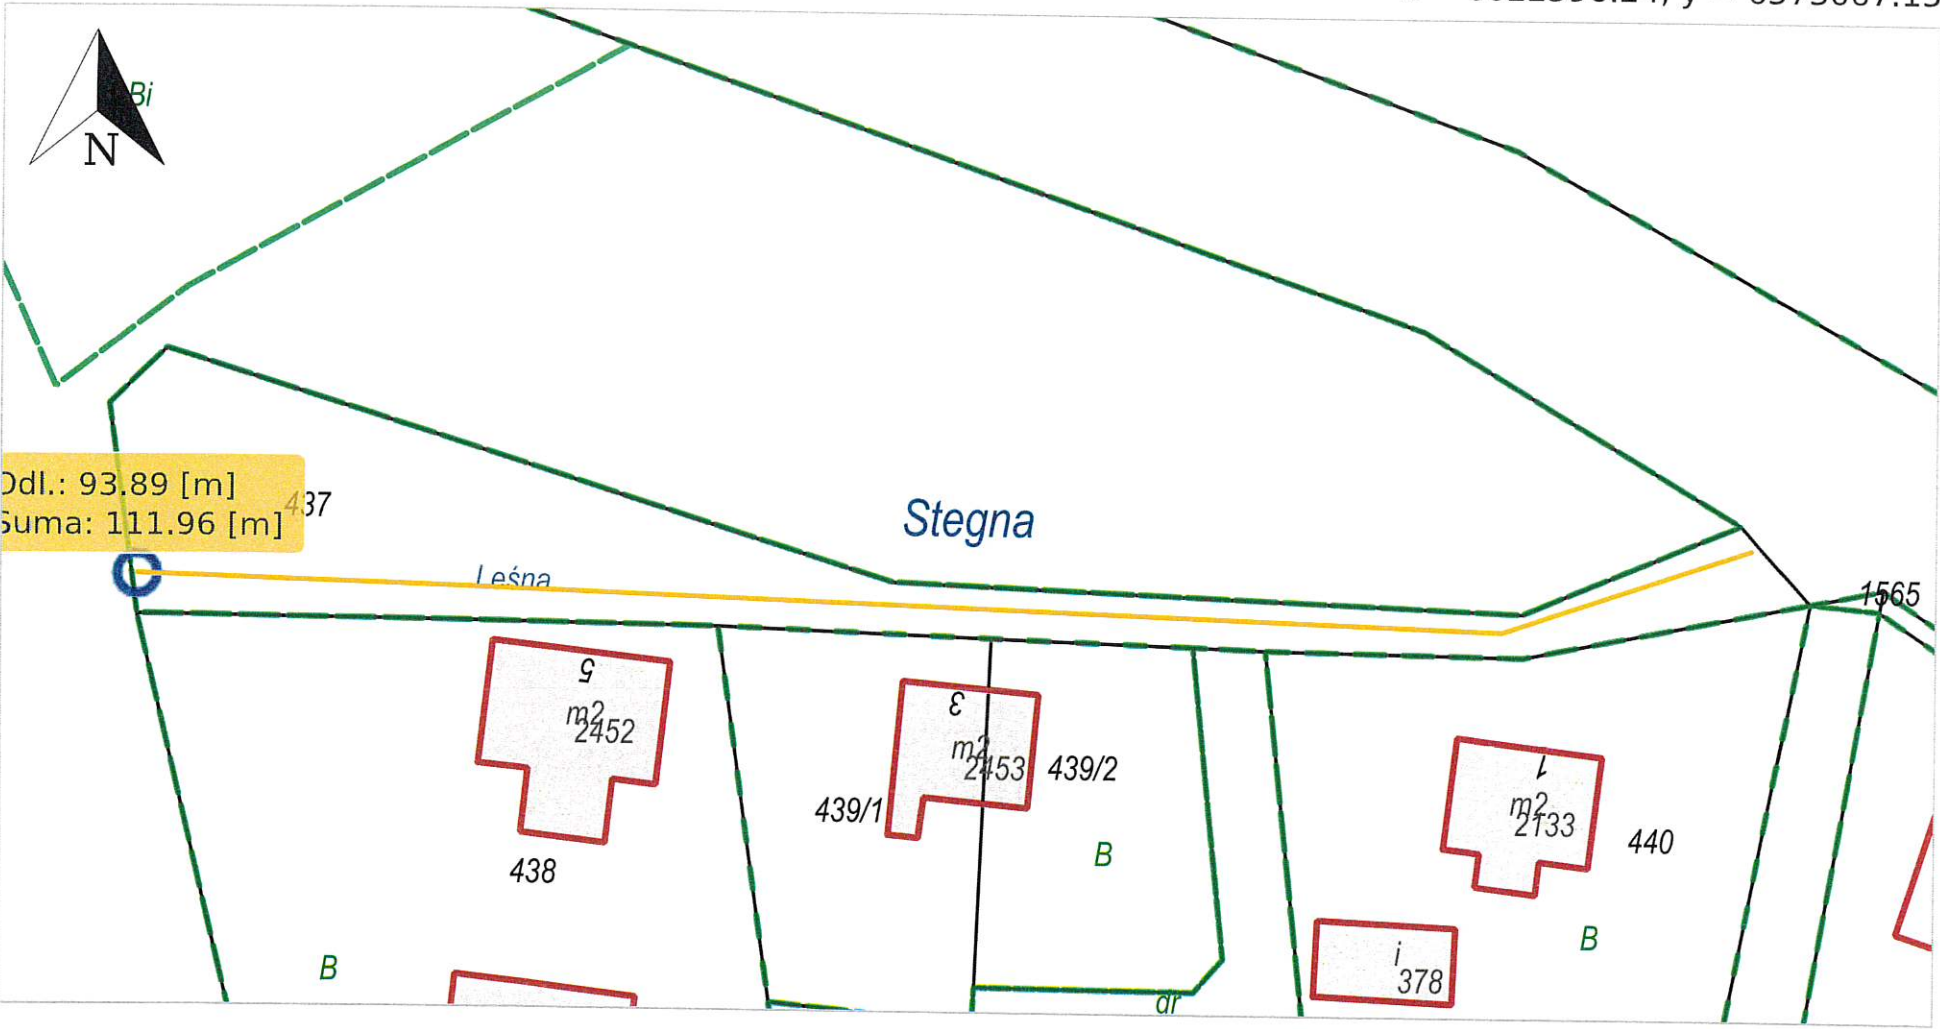 Bi
N
Odl.: 93.89 [m]
Suma: 111.96 [m]
437
Stegna
Leśna
1565
5
m2
2452
3
m2
2453
439/2
439/1
1
m2
2133
440
438
B
B
B
i
378
dr